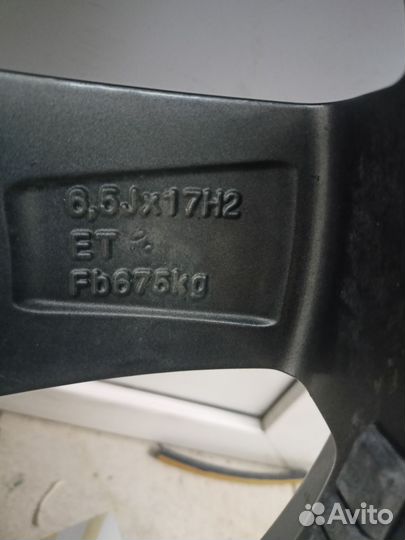 6,5Jx17H2
ET
Fb675kg
Avito